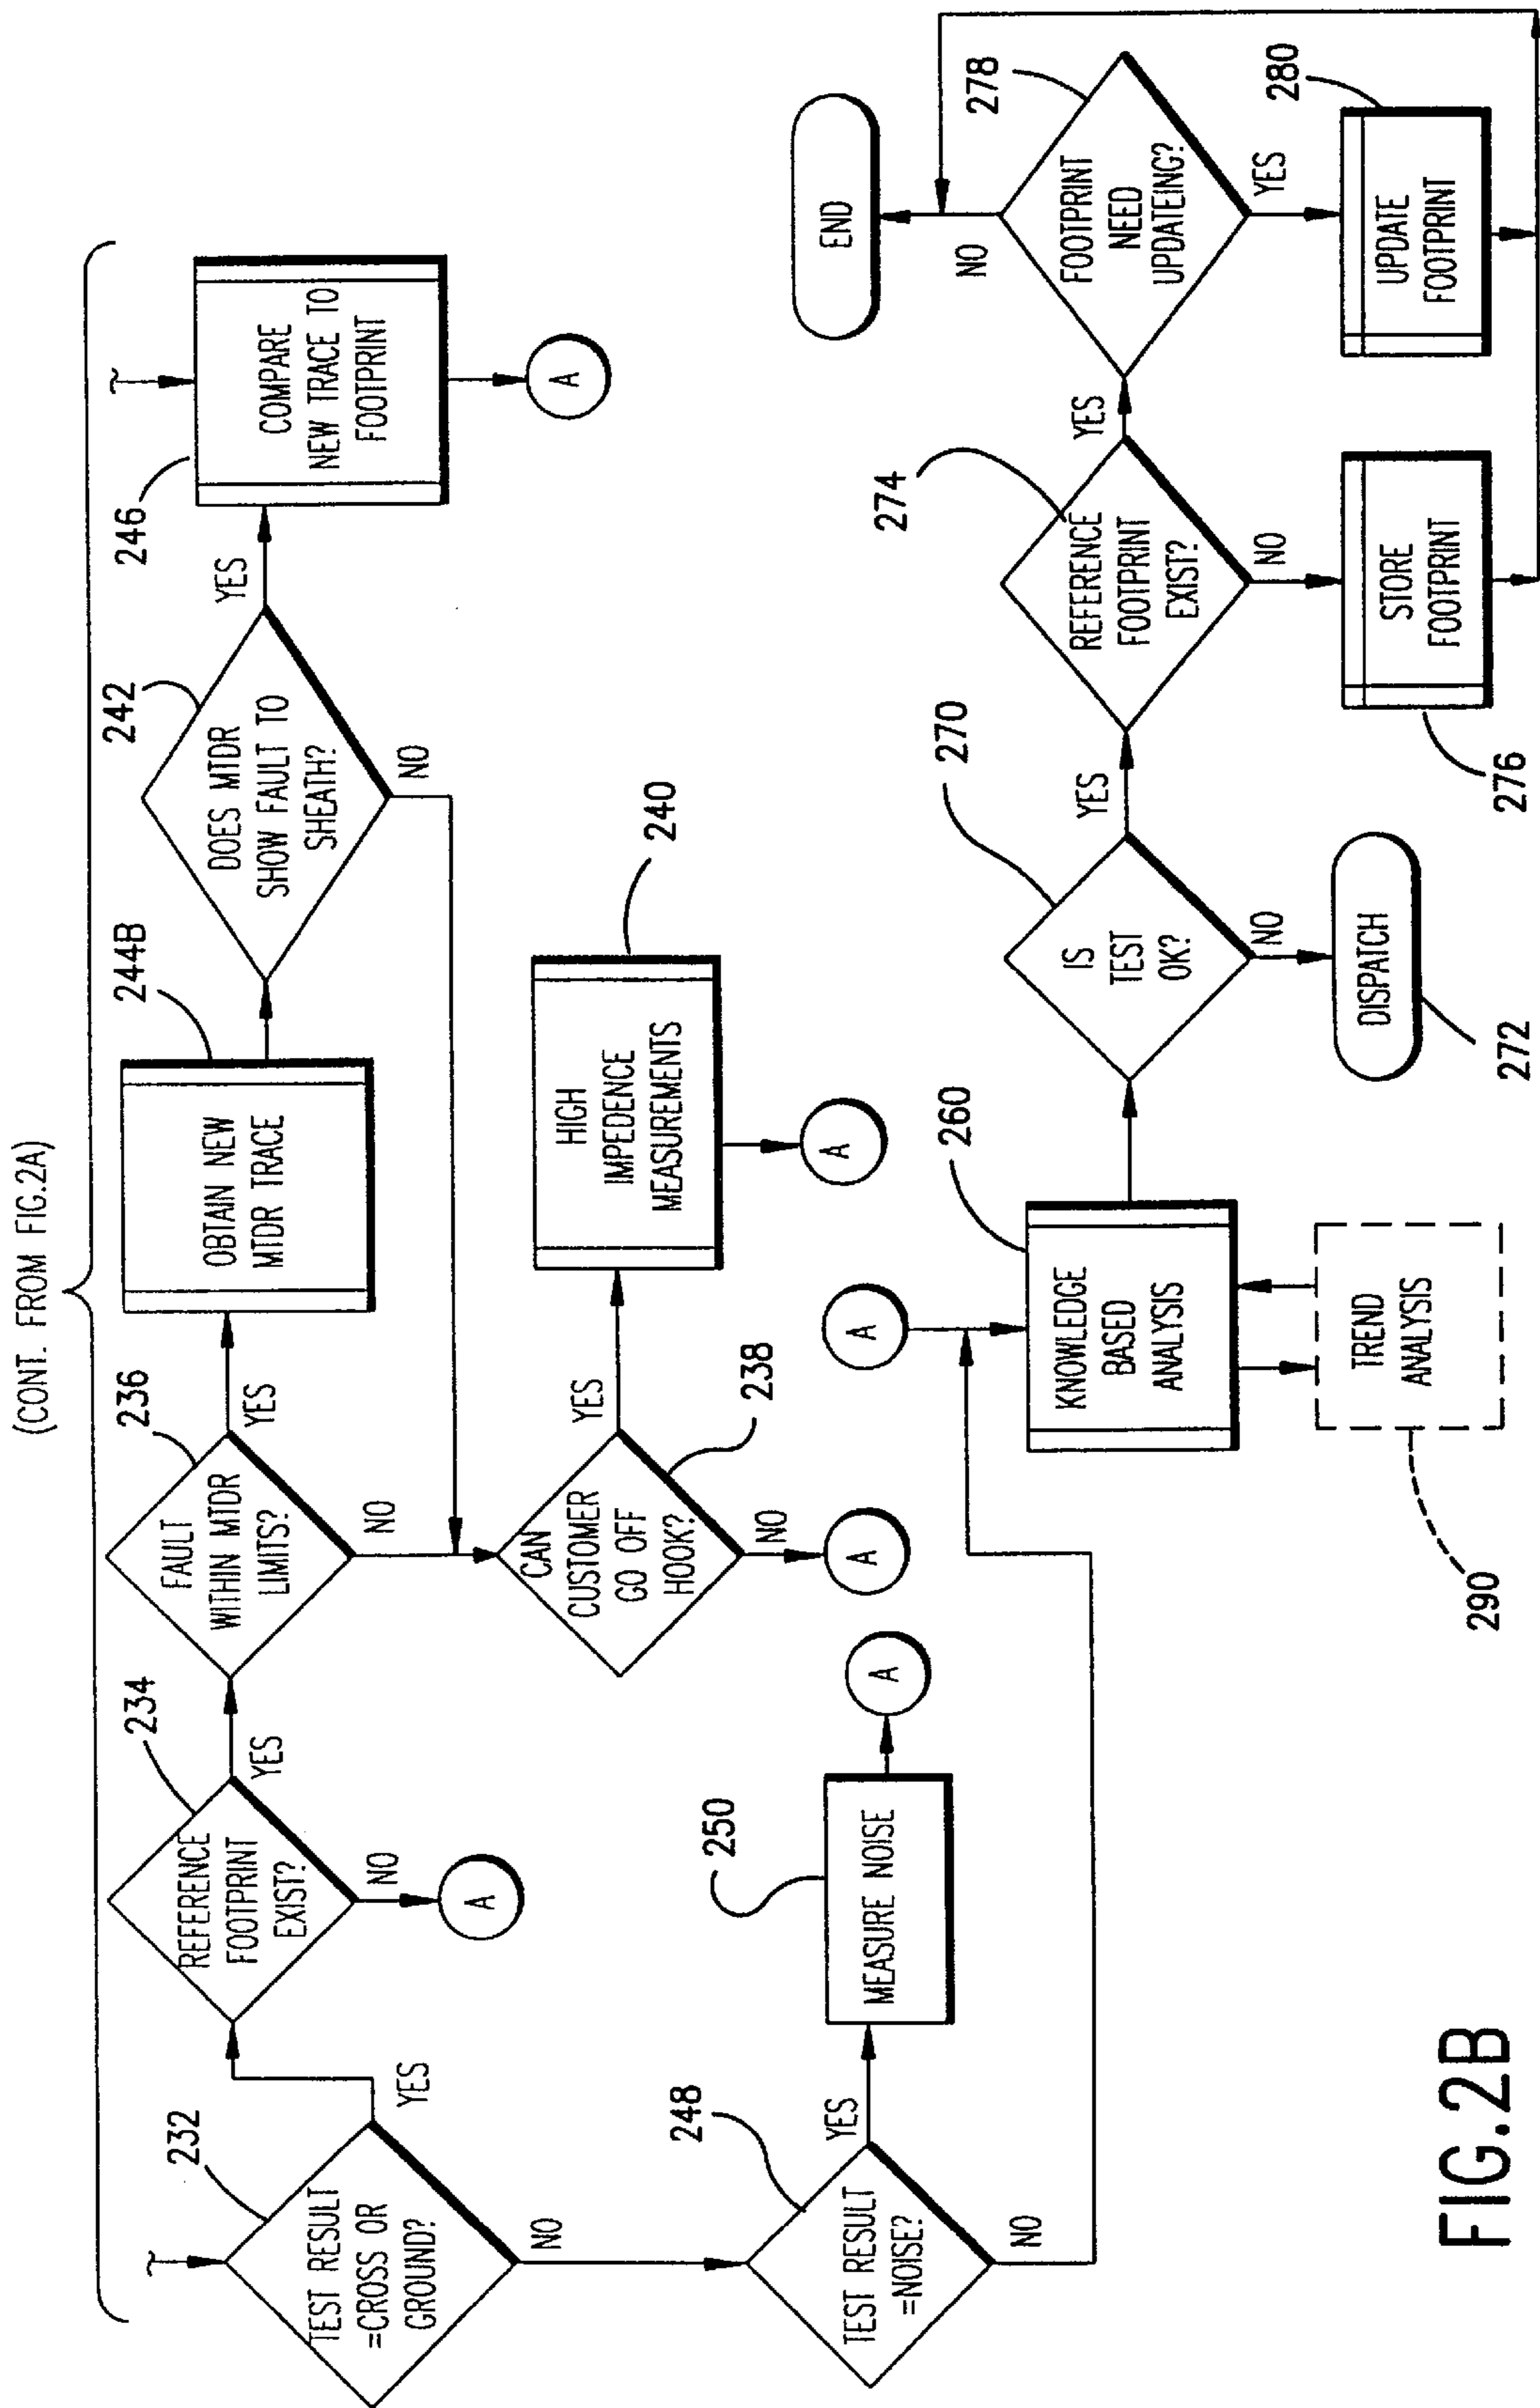 (CONT. FROM FIG.2A)
232
TEST RESULT
=CROSS OR
GROUND?
YES
NO
234
REFERENCE
FOOTPRINT
EXIST?
YES
NO
A
236
FAULT
WITHIN MTDR
LIMITS?
YES
NO
244B
OBTAIN NEW
MTDR TRACE
242
DOES MTDR
SHOW FAULT TO
SHEATH?
YES
NO
246
COMPARE
NEW TRACE TO
FOOTPRINT
A
CAN
CUSTOMER
GO OFF
HOOK?
238
YES
NO
A
240
HIGH
IMPEDENCE
MEASUREMENTS
A
248
TEST RESULT
=NOISE?
YES
NO
250
MEASURE NOISE
A
A
260
KNOWLEDGE
BASED
ANALYSIS
TREND
ANALYSIS
290
270
IS
TEST
OK?
YES
NO
DISPATCH
272
274
REFERENCE
FOOTPRINT
EXIST?
YES
NO
STORE
FOOTPRINT
276
278
FOOTPRINT
NEED
UPDATEING?
NO
YES
END
280
UPDATE
FOOTPRINT
FIG.2B